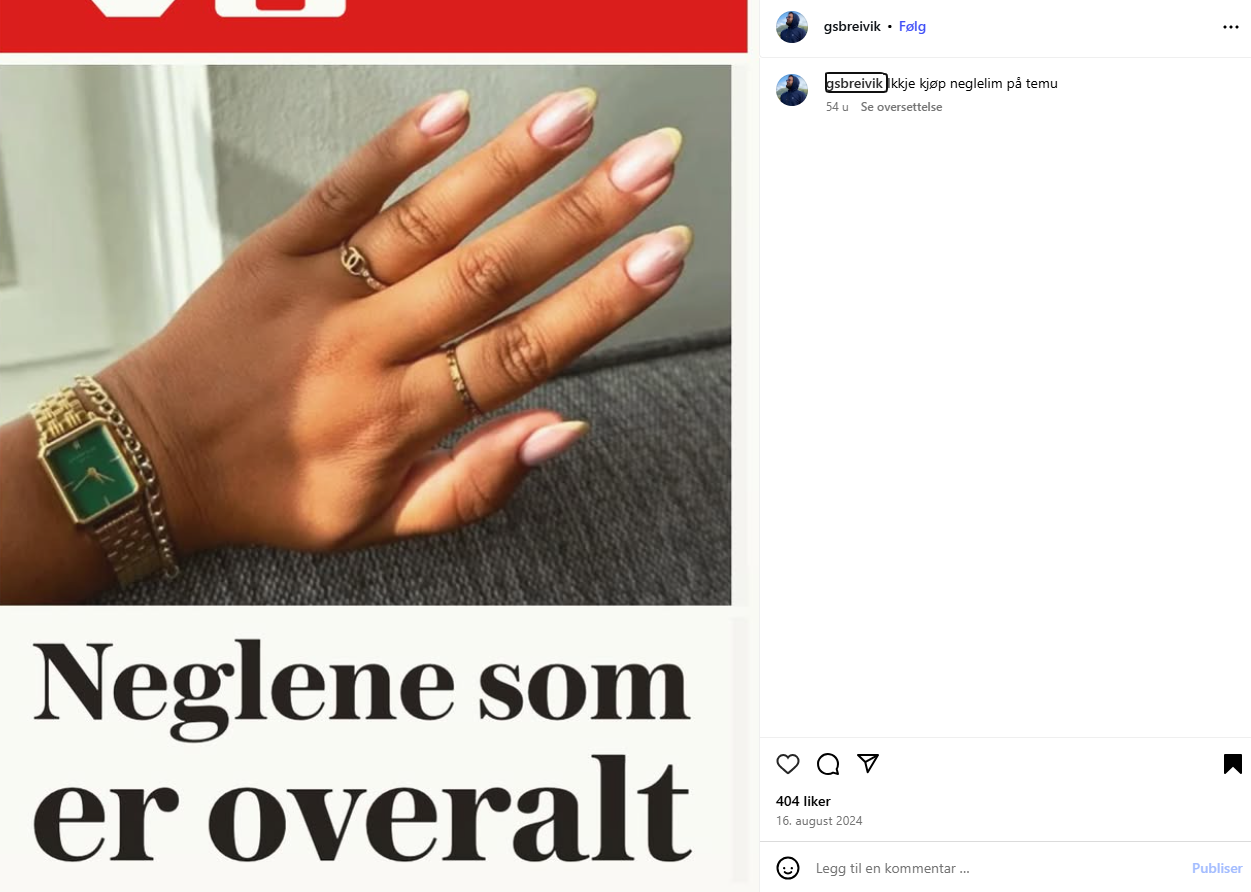 gsbreivik • Følg
gsbreivik Ikkje kjøp neglelim på temu
54 u Se oversettelse
Neglene som
er overalt
404 liker
16. august 2024
Legg til en kommentar ...
Publiser